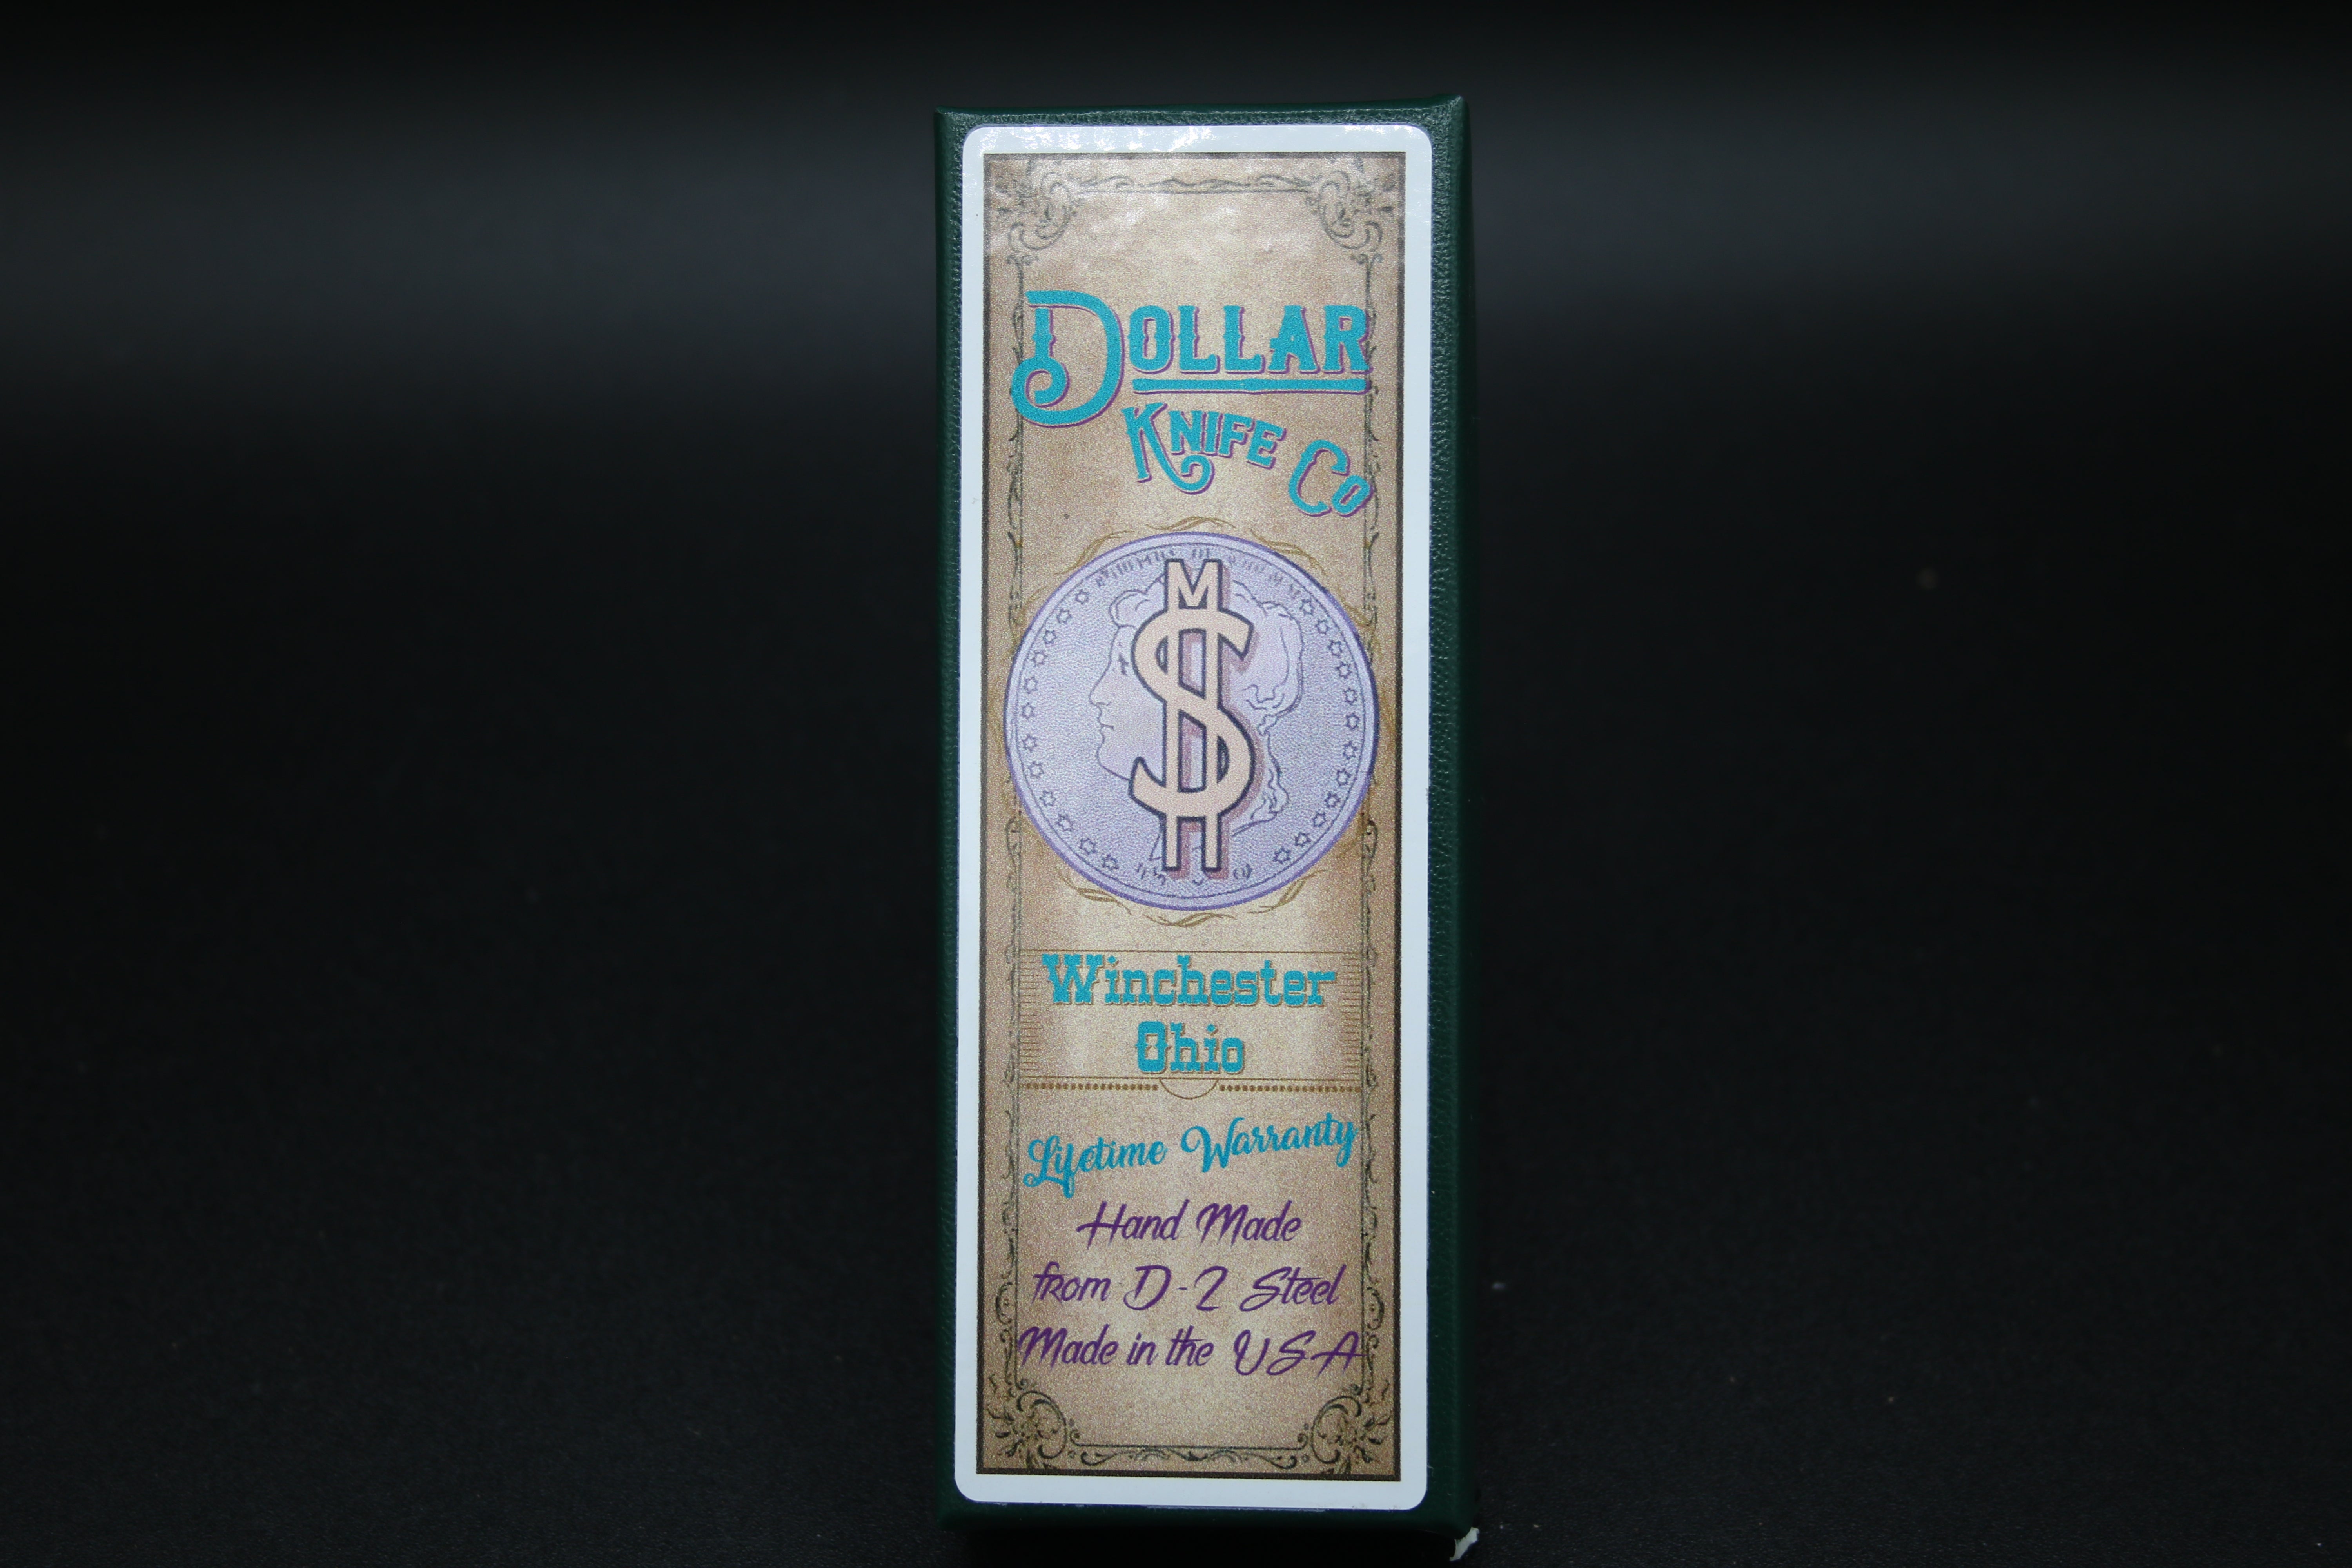 Dollar
Knife Co
M
$
Winchester
Ohio
Lifetime Warranty
Hand Made
from D-2 Steel
Made in the USA